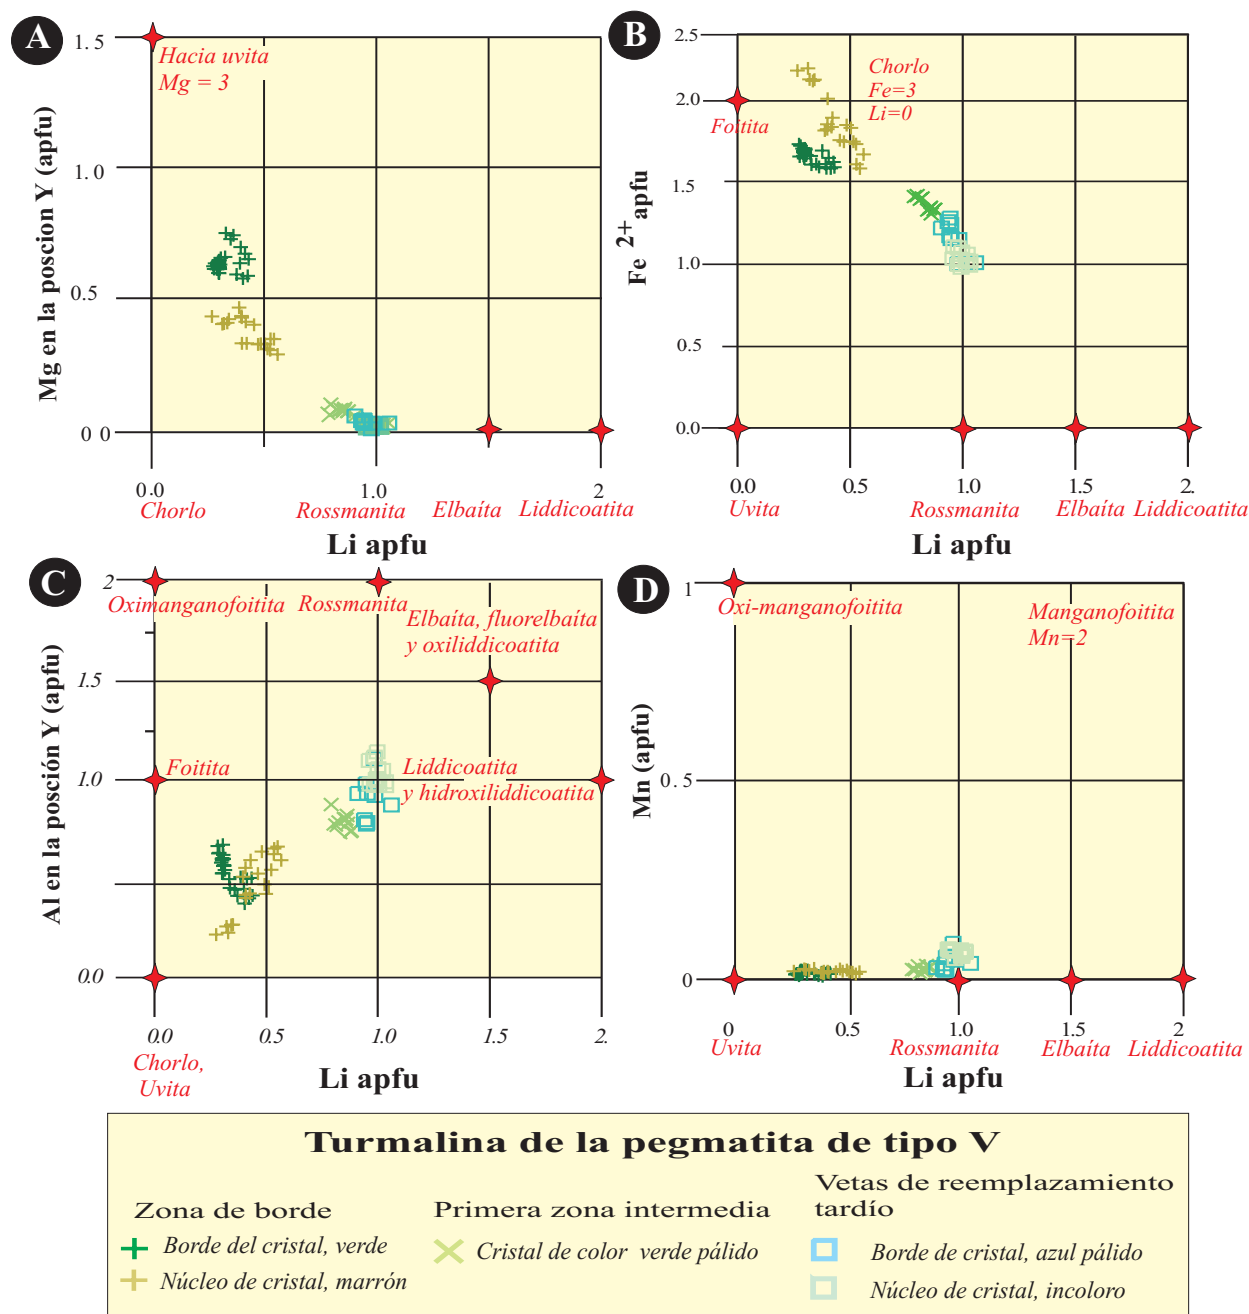 A
1.5
Hacia uvita
Mg = 3
1.0
0.5
0 0
Mg en la poscion Y (apfu)
0.0
1.0
2
Chorlo
Rossmanita
Elbaíta
Liddicoatita
Li apfu
B
2.5
Chorlo
Fe=3
Li=0
2.0
Foitita
1.5
1.0
0.5
0.0
Fe 2+ apfu
0.0
0.5
1.0
1.5
2.
Uvita
Rossmanita
Elbaíta
Liddicoatita
Li apfu
C
2
Oximanganofoitita
Rossmanita
Elbaíta, fluorelbaíta
y oxiliddicoatita
1.5
1.0
Foitita
Liddicoatita
y hidroxiliddicoatita
0.0
Al en la posción Y (apfu)
0.0
0.5
1.0
1.5
2.
Chorlo,
Uvita
Li apfu
D
1
Oxi-manganofoitita
Manganofoitita
Mn=2
0.5
0
Mn (apfu)
0
0.5
1.0
1.5
2
Uvita
Rossmanita
Elbaíta
Liddicoatita
Li apfu
Turmalina de la pegmatita de tipo V
Zona de borde
Borde del cristal, verde
Núcleo de cristal, marrón
Primera zona intermedia
Cristal de color verde pálido
Vetas de reemplazamiento
tardío
Borde de cristal, azul pálido
Núcleo de cristal, incoloro